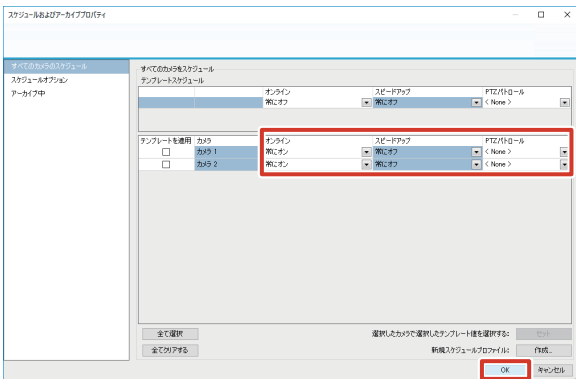 スケジュールおよびアーカイブプロパティ
すべてのカメラのスケジュール
スケジュールオプション
アーカイブ中
すべてのカメラをスケジュール
テンプレートスケジュール
オンライン スピードアップ PTZパトロール
常にオフ 常にオフ < None >
テンプレートを適用 カメラ オンライン スピードアップ PTZパトロール
カメラ 1 常にオン 常にオフ < None >
カメラ 2 常にオン 常にオフ < None >
全て選択 選択したカメラで選択したテンプレート値を選択する: セット
全てクリアする 新規スケジュールプロファイル: 作成...
OK キャンセル